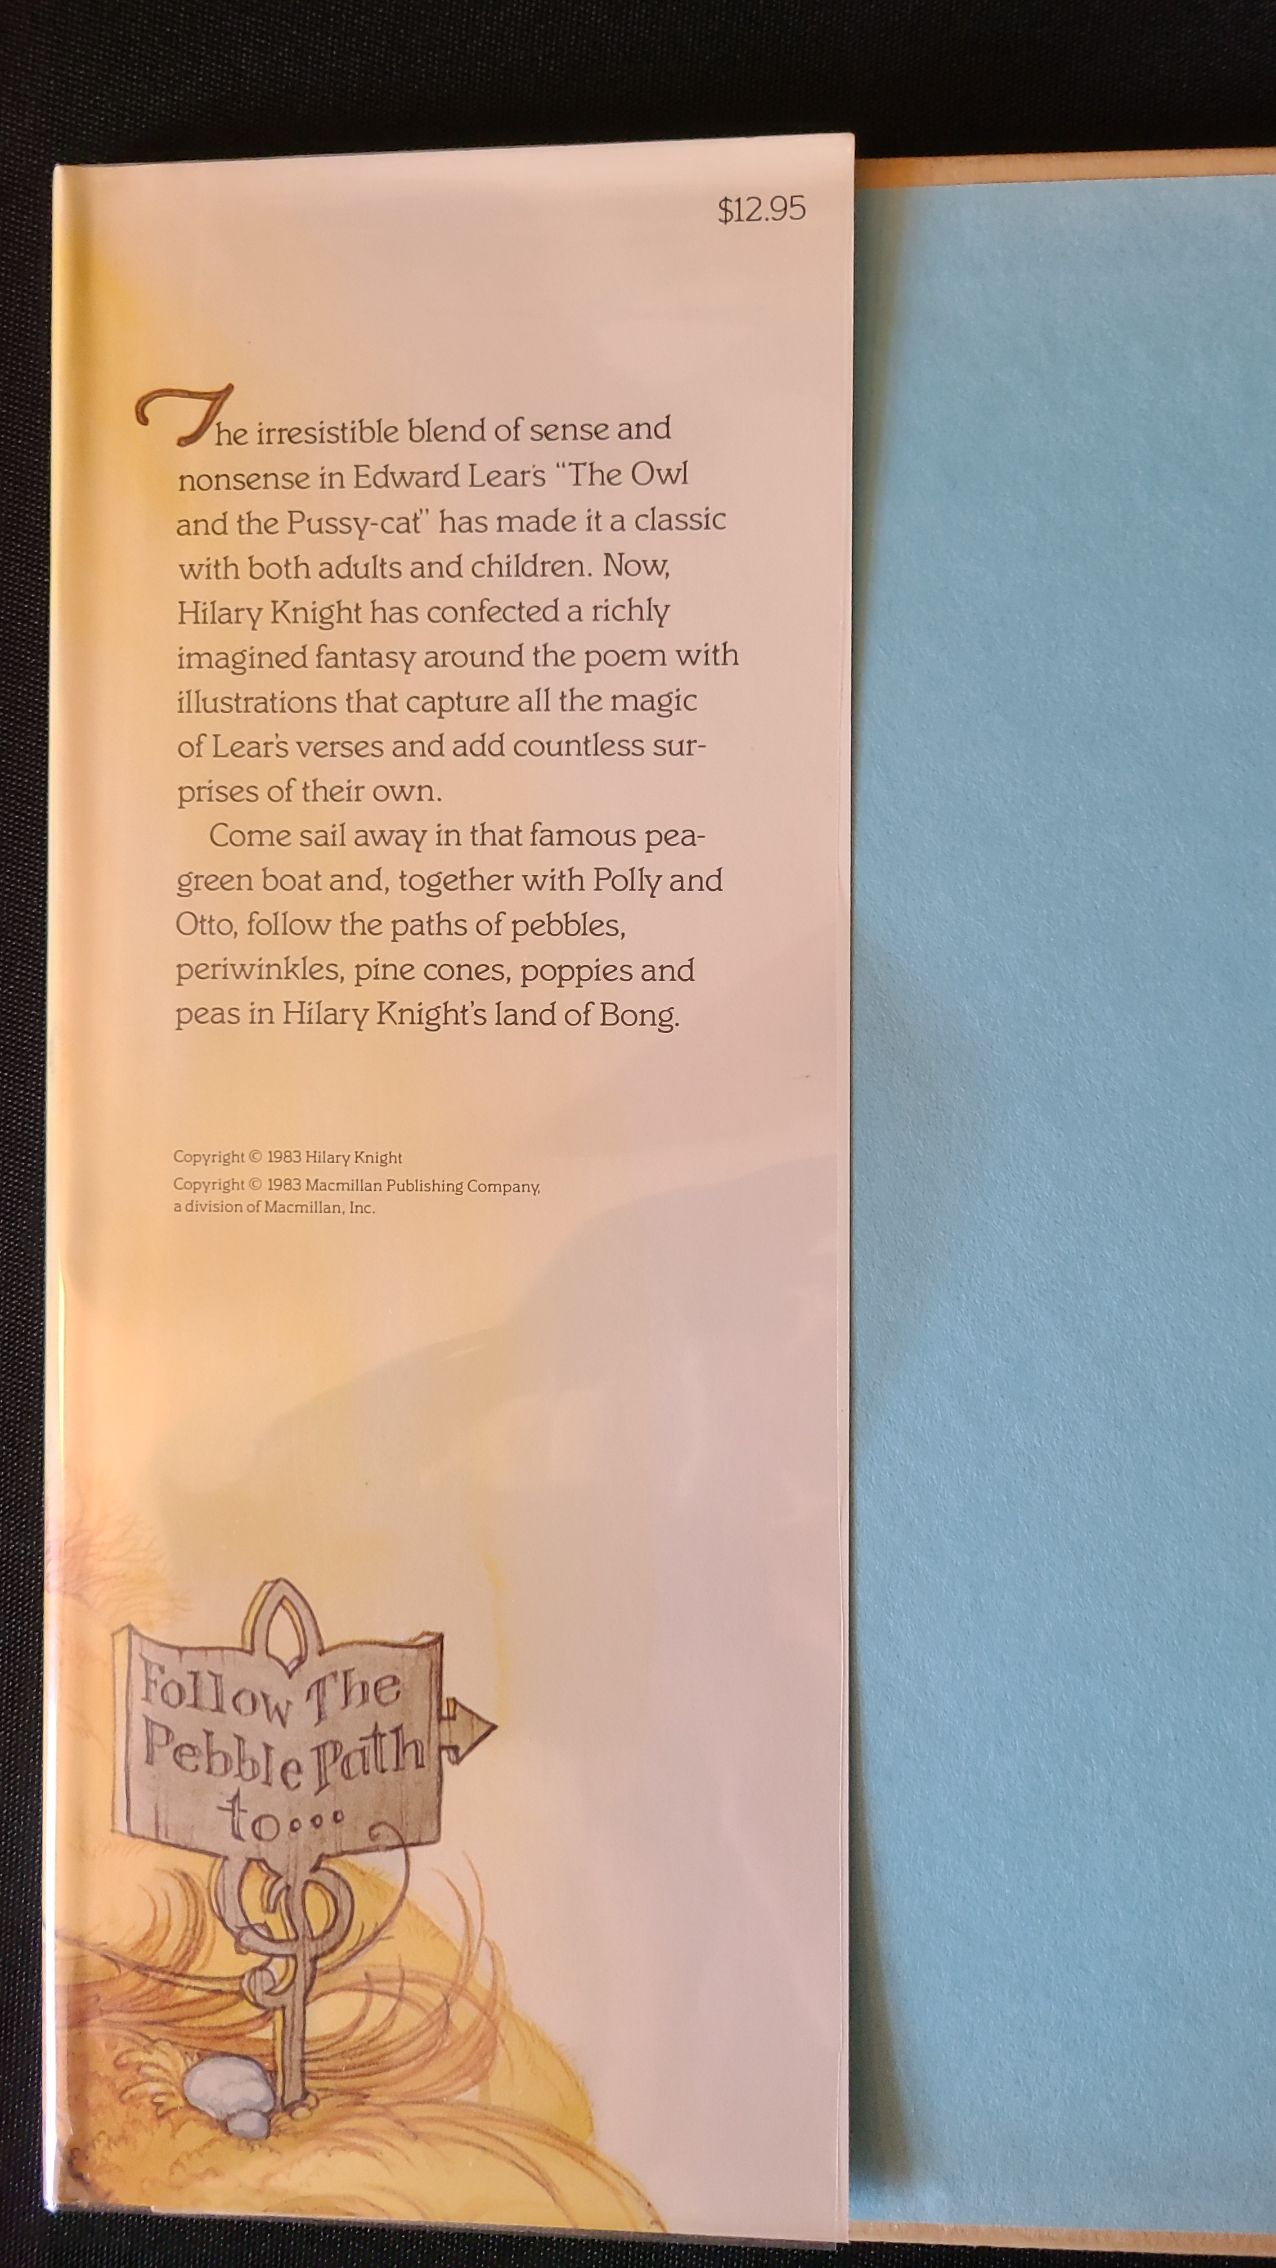 $12.95
The irresistible blend of sense and
nonsense in Edward Lear's "The Owl
and the Pussy-cat" has made it a classic
with both adults and children. Now,
Hilary Knight has confected a richly
imagined fantasy around the poem with
illustrations that capture all the magic
of Lear's verses and add countless sur-
prises of their own.
Come sail away in that famous pea-
green boat and, together with Polly and
Otto, follow the paths of pebbles,
periwinkles, pine cones, poppies and
peas in Hilary Knight's land of Bong.
Copyright © 1983 Hilary Knight
Copyright © 1983 Macmillan Publishing Company,
a division of Macmillan, Inc.
Follow The
Pebble Path
to...